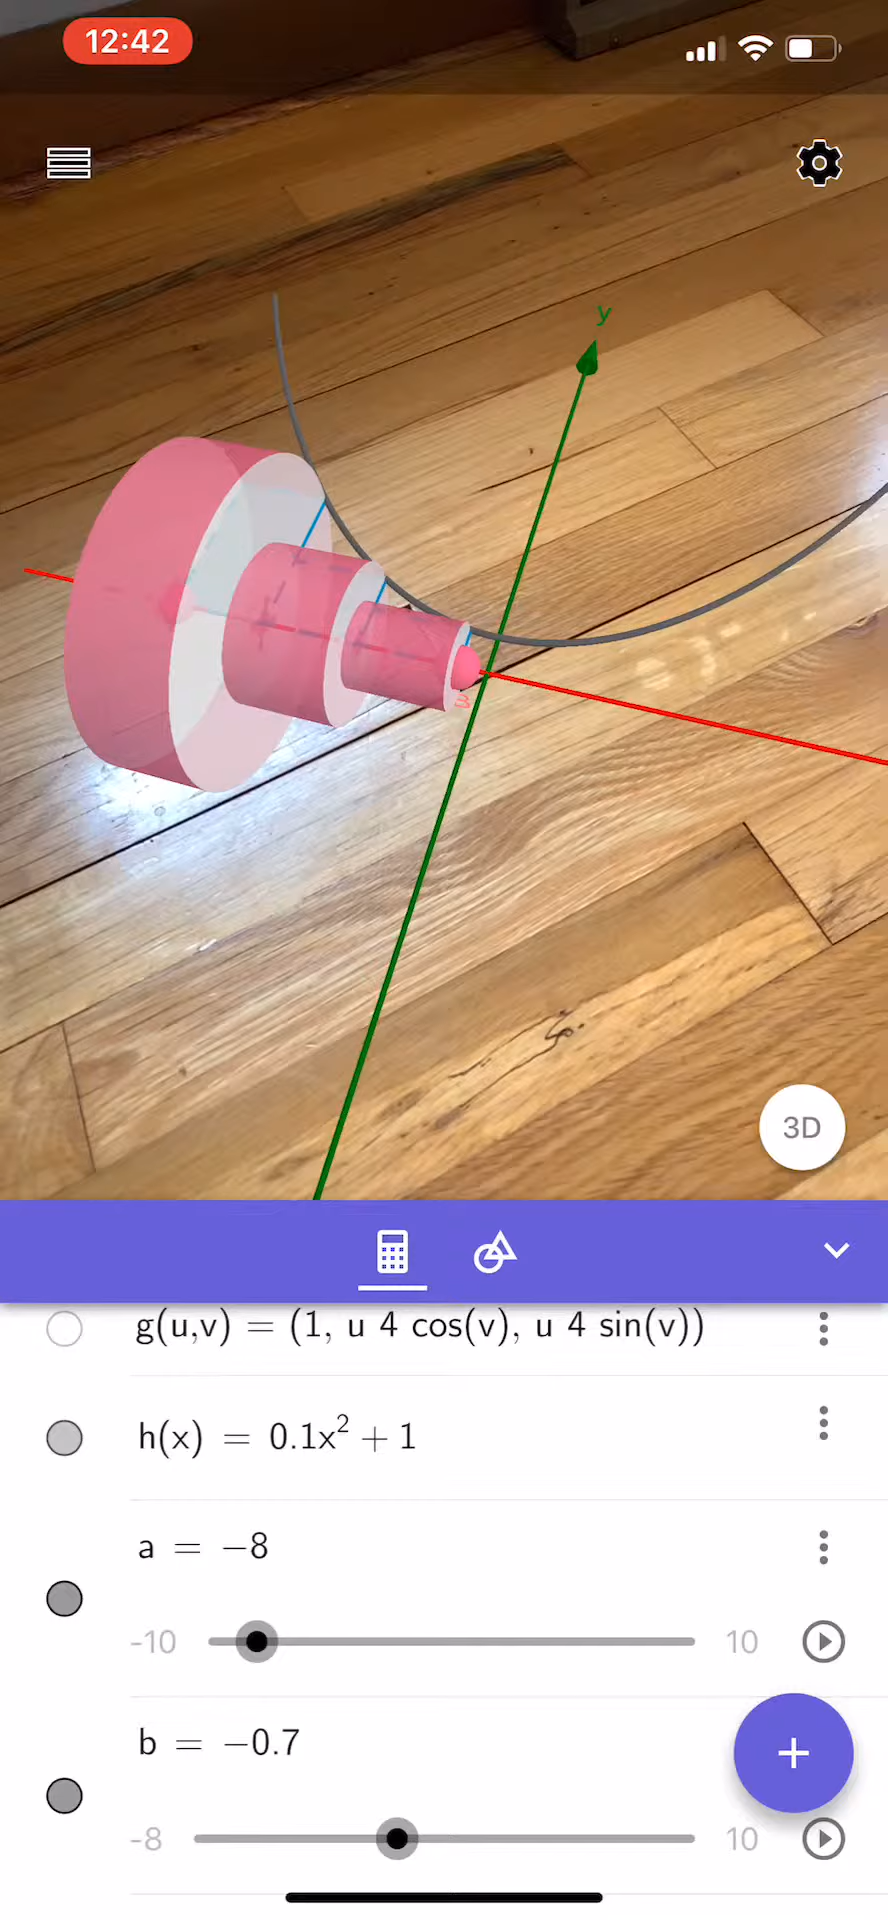 12:42
y
3D
g(u,v) = (1, u 4 cos(v), u 4 sin(v))
h(x) = 0.1x² + 1
a = −8
-10 10
b = −0.7
+
-8 10